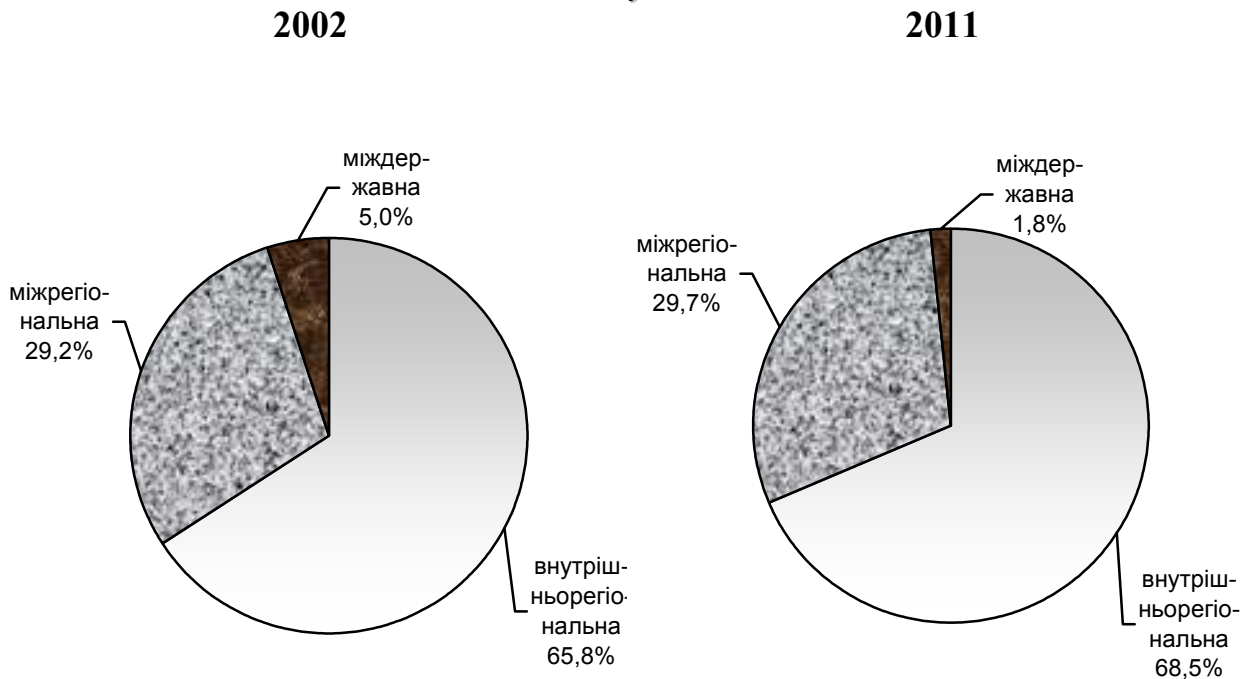 2002
міждер-
жавна
5,0%
міжрегіо-
нальна
29,2%
внутріш-
ньорегіо-
нальна
65,8%
2011
міждер-
жавна
1,8%
міжрегіо-
нальна
29,7%
внутріш-
ньорегіо-
нальна
68,5%